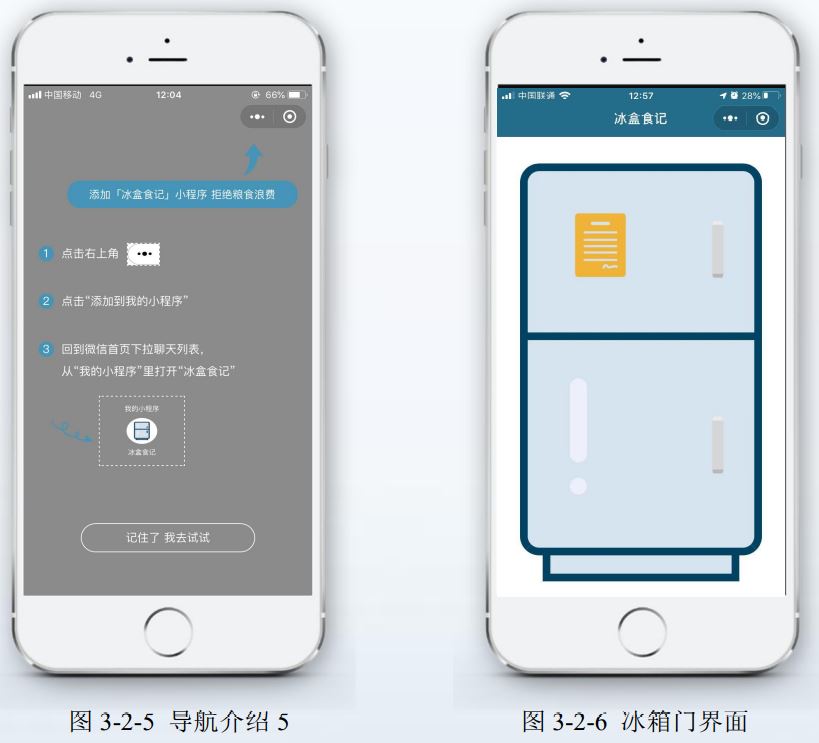 中国移动 4G 12:04 66%
添加「冰盒食记」小程序 拒绝粮食浪费
1 点击右上角
2 点击“添加到我的小程序”
3 回到微信首页下拉聊天列表，
从“我的小程序”里打开“冰盒食记”
我的小程序
冰盒食记
记住了 我去试试
图 3-2-5 导航介绍 5
中国联通 12:57 28%
冰盒食记
图 3-2-6 冰箱门界面